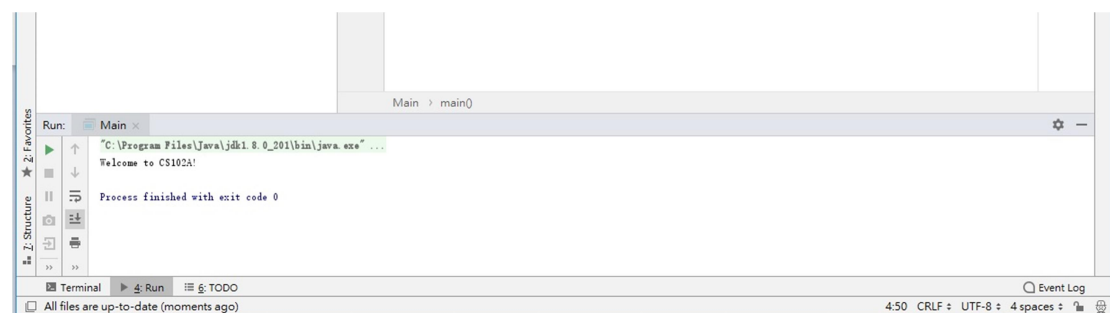 Main > main()
2: Favorites
Run: Main ×
"C:\Program Files\Java\jdk1.8.0_201\bin\java.exe" ...
Welcome to CS102A!
Process finished with exit code 0
7: Structure
Terminal 4: Run 6: TODO Event Log
All files are up-to-date (moments ago) 4:50 CRLF UTF-8 4 spaces